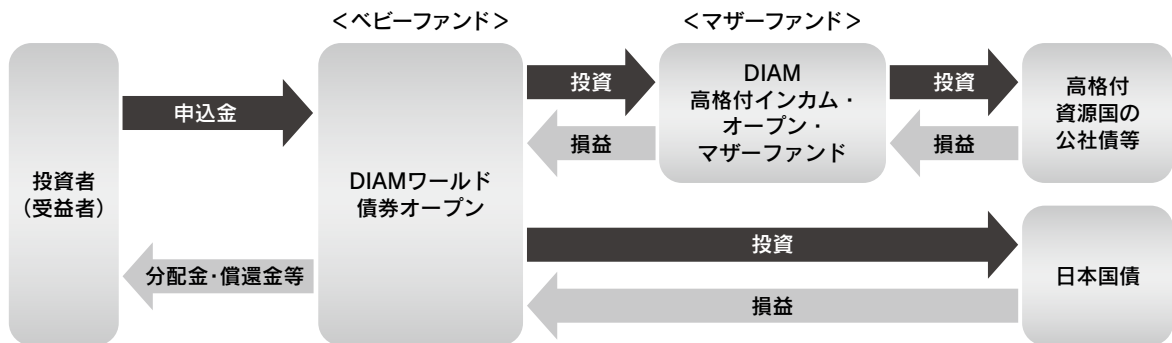 <ベビーファンド>
<マザーファンド>
投資者
(受益者)
申込金
分配金・償還金等
DIAMワールド
債券オープン
投資
損益
DIAM
高格付インカム・
オープン・
マザーファンド
投資
損益
高格付
資源国の
公社債等
投資
損益
日本国債